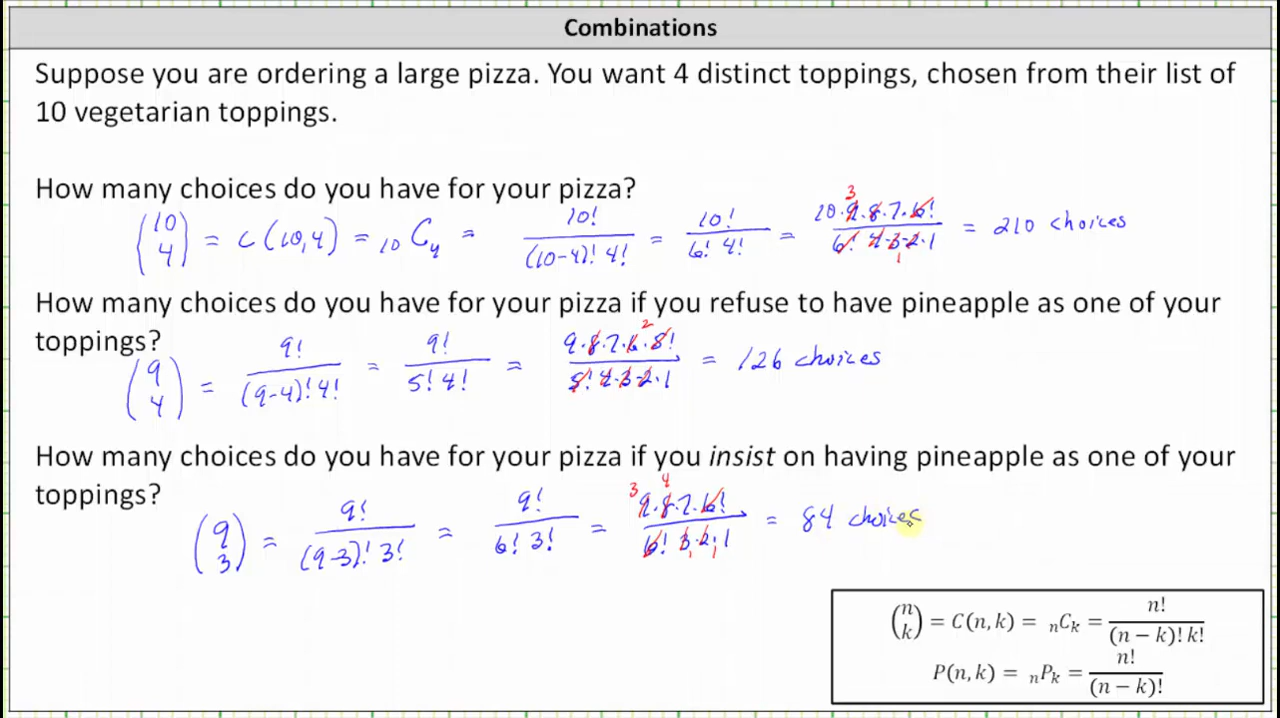 Combinations
Suppose you are ordering a large pizza. You want 4 distinct toppings, chosen from their list of
10 vegetarian toppings.
How many choices do you have for your pizza?
(10 4) = C(10,4) = ₁₀C₄ = 10!/((10-4)! 4!) = 10!/(6! 4!) = 10·9·8·7·6!/(6! 4·3·2·1) = 210 choices
3
1
How many choices do you have for your pizza if you refuse to have pineapple as one of your
toppings?
(9 4) = 9!/((9-4)! 4!) = 9!/(5! 4!) = 9·8·7·6·5!/(5! 4·3·2·1) = 126 choices
2
How many choices do you have for your pizza if you insist on having pineapple as one of your
toppings?
(9 3) = 9!/((9-3)! 3!) = 9!/(6! 3!) = 9·8·7·6!/(6! 3·2·1) = 84 choices
3 4
1 1
(n k) = C(n, k) = ₙCₖ = n!/((n − k)! k!)
P(n, k) = ₙPₖ = n!/((n − k)!)